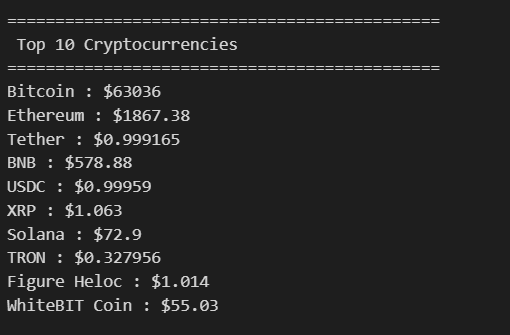 =============================================
Top 10 Cryptocurrencies
=============================================
Bitcoin : $63036
Ethereum : $1867.38
Tether : $0.999165
BNB : $578.88
USDC : $0.99959
XRP : $1.063
Solana : $72.9
TRON : $0.327956
Figure Heloc : $1.014
WhiteBIT Coin : $55.03